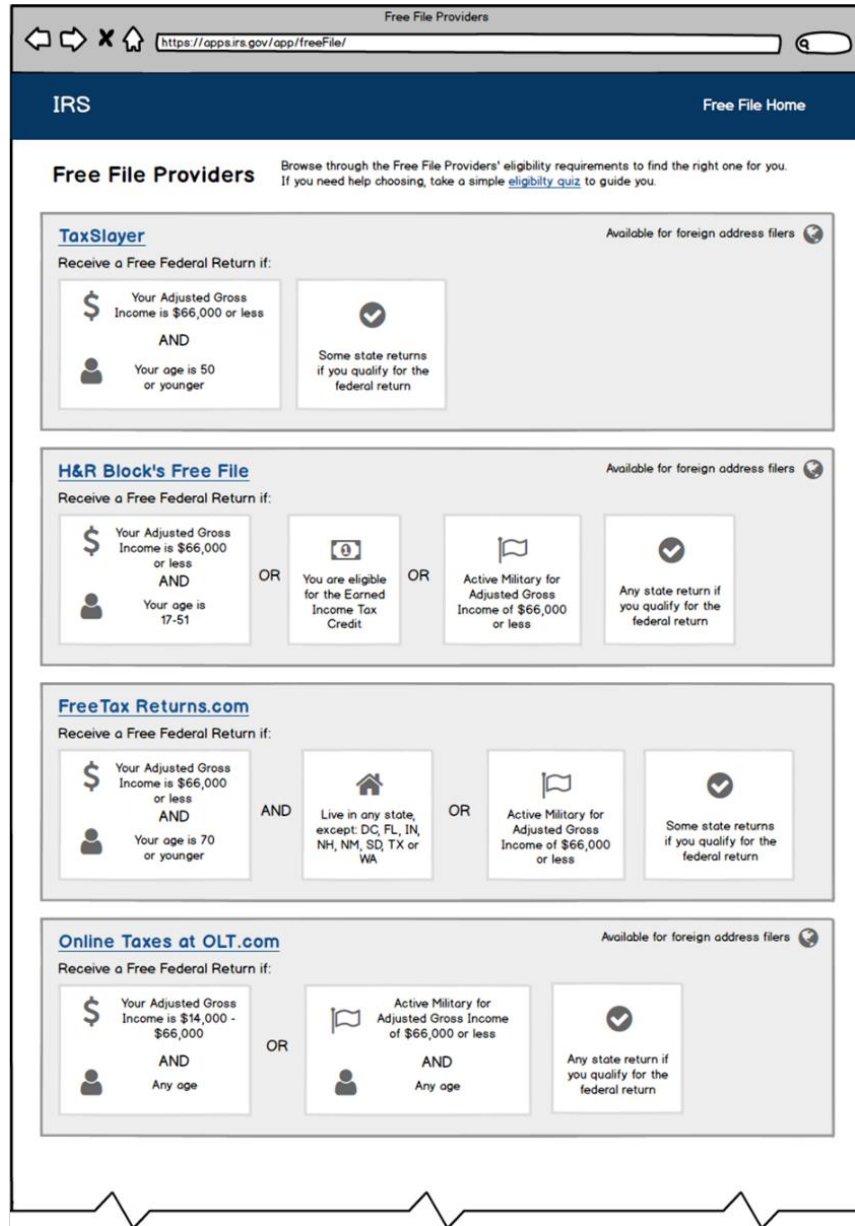 Free File Providers
https://apps.irs.gov/app/freeFile/
IRS
Free File Home
Free File Providers
Browse through the Free File Providers' eligibility requirements to find the right one for you.
If you need help choosing, take a simple eligibilty quiz to guide you.
TaxSlayer
Available for foreign address filers
Receive a Free Federal Return if:
$
Your Adjusted Gross
Income is $66,000 or less
AND
Your age is 50
or younger
Some state returns
if you qualify for the
federal return
H&R Block's Free File
Available for foreign address filers
Receive a Free Federal Return if:
$
Your Adjusted Gross
Income is $66,000
or less
AND
Your age is
17-51
OR
You are eligible
for the Earned
Income Tax
Credit
OR
Active Military for
Adjusted Gross
Income of $66,000
or less
Any state return if
you qualify for the
federal return
FreeTax Returns.com
Receive a Free Federal Return if:
$
Your Adjusted Gross
Income is $66,000
or less
AND
Your age is 70
or younger
AND
Live in any state,
except: DC, FL, IN,
NH, NM, SD, TX or
WA
OR
Active Military for
Adjusted Gross
Income of $66,000
or less
Some state returns
if you qualify for the
federal return
Online Taxes at OLT.com
Available for foreign address filers
Receive a Free Federal Return if:
$
Your Adjusted Gross
Income is $14,000 -
$66,000
AND
Any age
OR
Active Military for
Adjusted Gross Income
of $66,000 or less
AND
Any age
Any state return if
you qualify for the
federal return